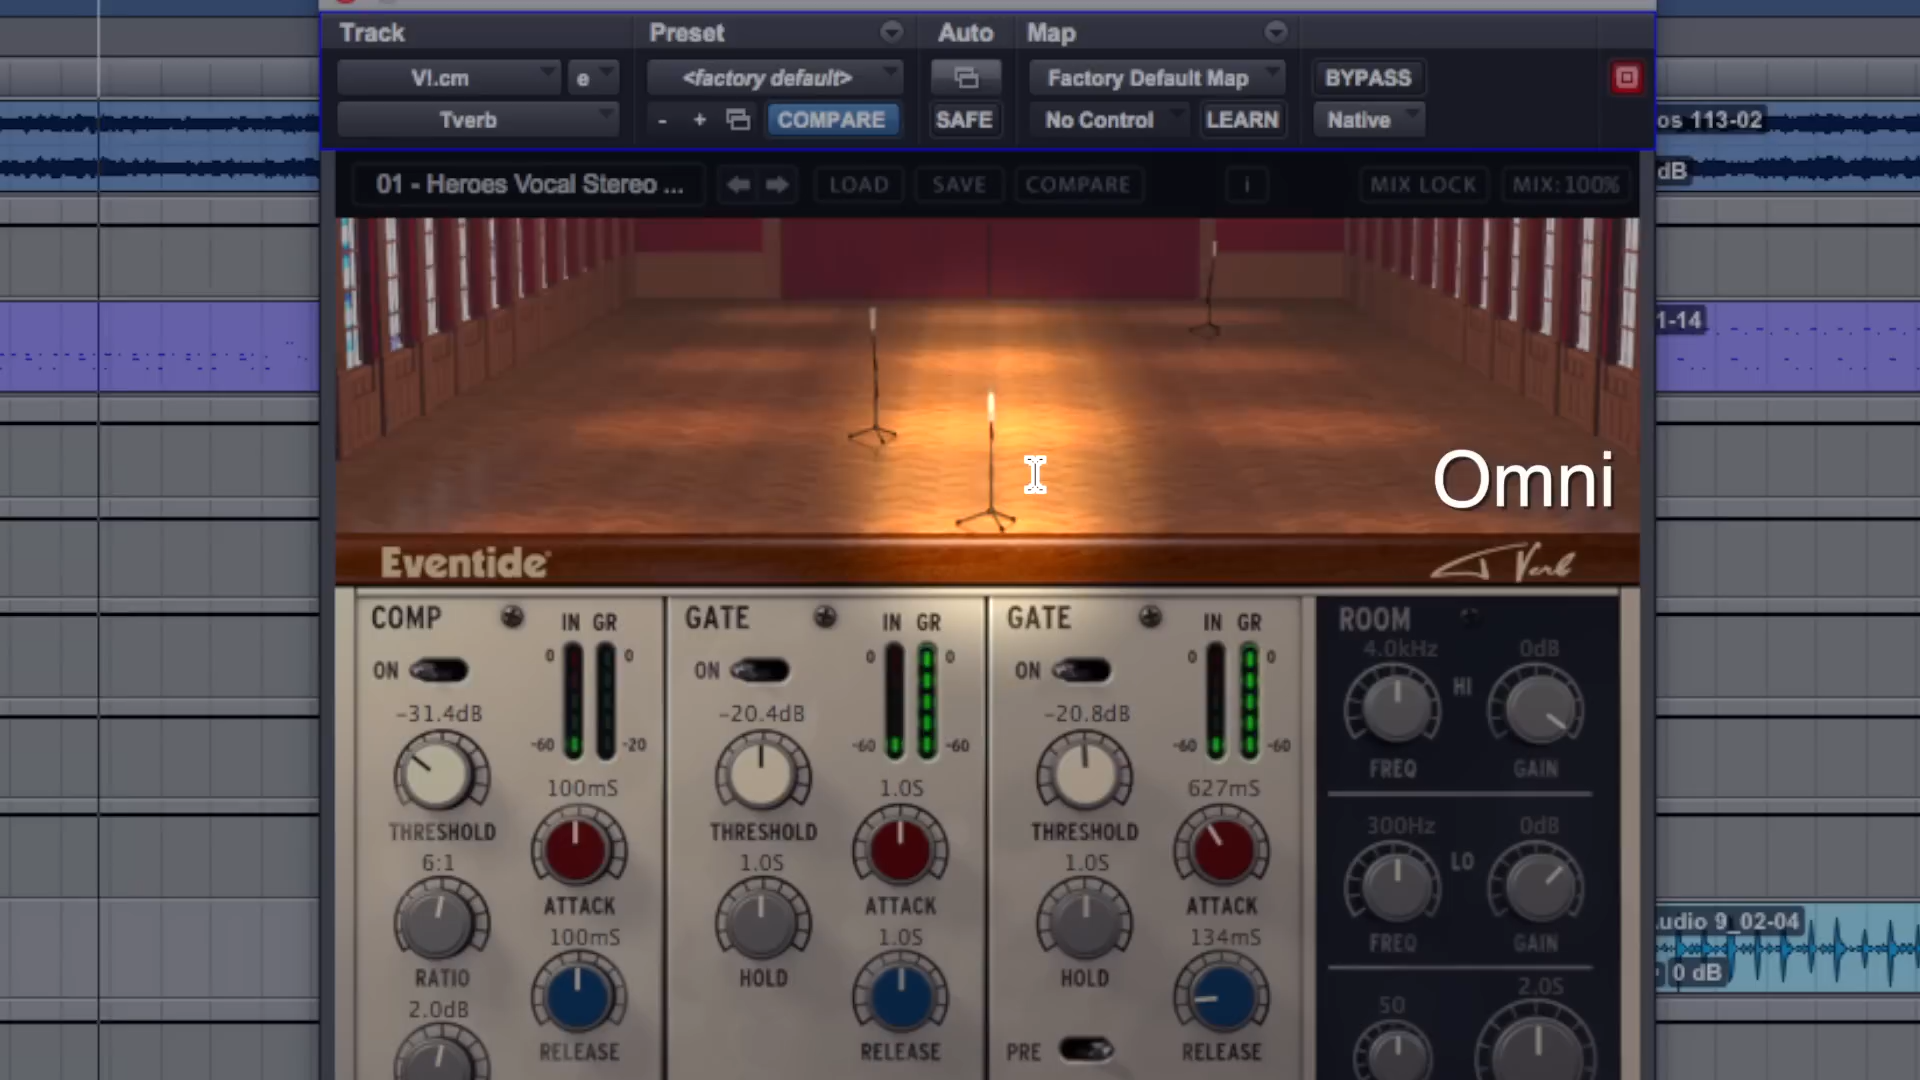 Track Preset Auto Map
VI.cm e <factory default> Factory Default Map BYPASS
Tverb - + COMPARE SAFE No Control LEARN Native
os 113-02
dB
01 - Heroes Vocal Stereo ... LOAD SAVE COMPARE i MIX LOCK MIX:100%
1-14
Omni
Eventide T Verb
COMP IN GR GATE IN GR GATE IN GR ROOM
0 0 0 0 0 0 4.0kHz 0dB
ON ON ON HI
-31.4dB -20.4dB -20.8dB
-60 -20 -60 -60 -60 -60
FREQ GAIN
100mS 1.0S 627mS
THRESHOLD THRESHOLD THRESHOLD 300Hz 0dB
6:1 1.0S 1.0S LO
ATTACK ATTACK ATTACK
udio 9_02-04
100mS 1.0S 134mS FREQ GAIN
RATIO HOLD HOLD
0 dB
2.0dB 50 2.0S
RELEASE RELEASE PRE RELEASE